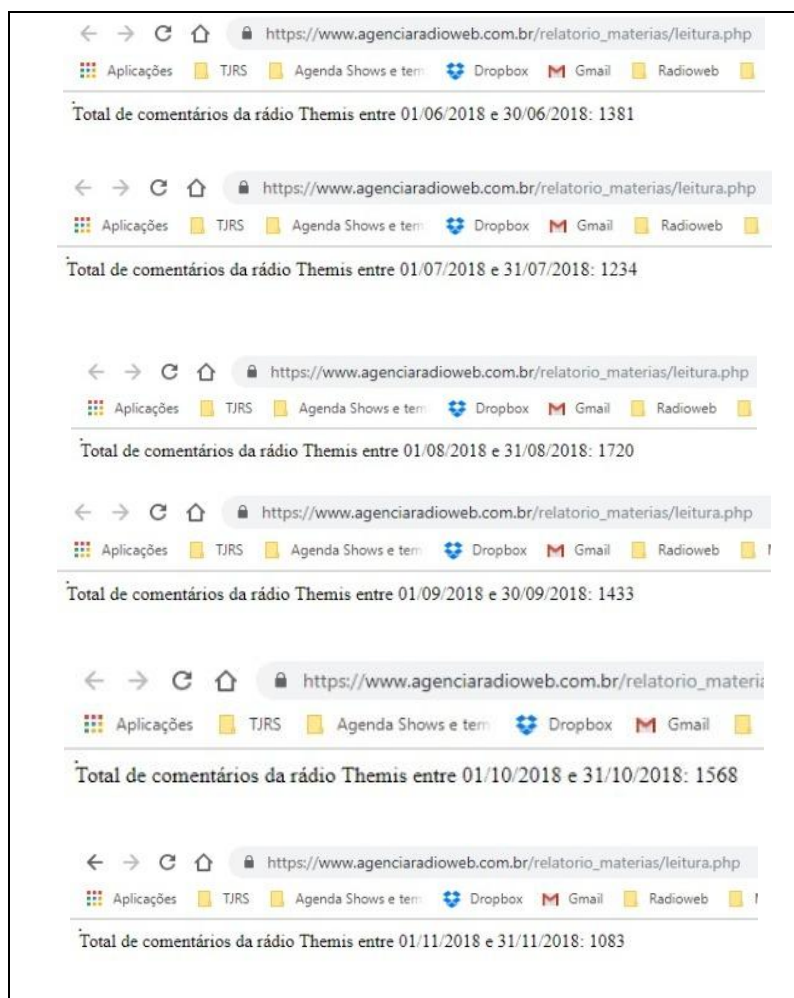 https://www.agenciaradioweb.com.br/relatorio_materias/leitura.php
Aplicações TJRS Agenda Shows e tem Dropbox Gmail Radioweb
Total de comentários da rádio Themis entre 01/06/2018 e 30/06/2018: 1381
https://www.agenciaradioweb.com.br/relatorio_materias/leitura.php
Aplicações TJRS Agenda Shows e tem Dropbox Gmail Radioweb
Total de comentários da rádio Themis entre 01/07/2018 e 31/07/2018: 1234
https://www.agenciaradioweb.com.br/relatorio_materias/leitura.php
Aplicações TJRS Agenda Shows e tem Dropbox Gmail Radioweb
Total de comentários da rádio Themis entre 01/08/2018 e 31/08/2018: 1720
https://www.agenciaradioweb.com.br/relatorio_materias/leitura.php
Aplicações TJRS Agenda Shows e tem Dropbox Gmail Radioweb
Total de comentários da rádio Themis entre 01/09/2018 e 30/09/2018: 1433
https://www.agenciaradioweb.com.br/relatorio_materia
Aplicações TJRS Agenda Shows e tem Dropbox Gmail
Total de comentários da rádio Themis entre 01/10/2018 e 31/10/2018: 1568
https://www.agenciaradioweb.com.br/relatorio_materias/leitura.php
Aplicações TJRS Agenda Shows e tem Dropbox Gmail Radioweb
Total de comentários da rádio Themis entre 01/11/2018 e 31/11/2018: 1083